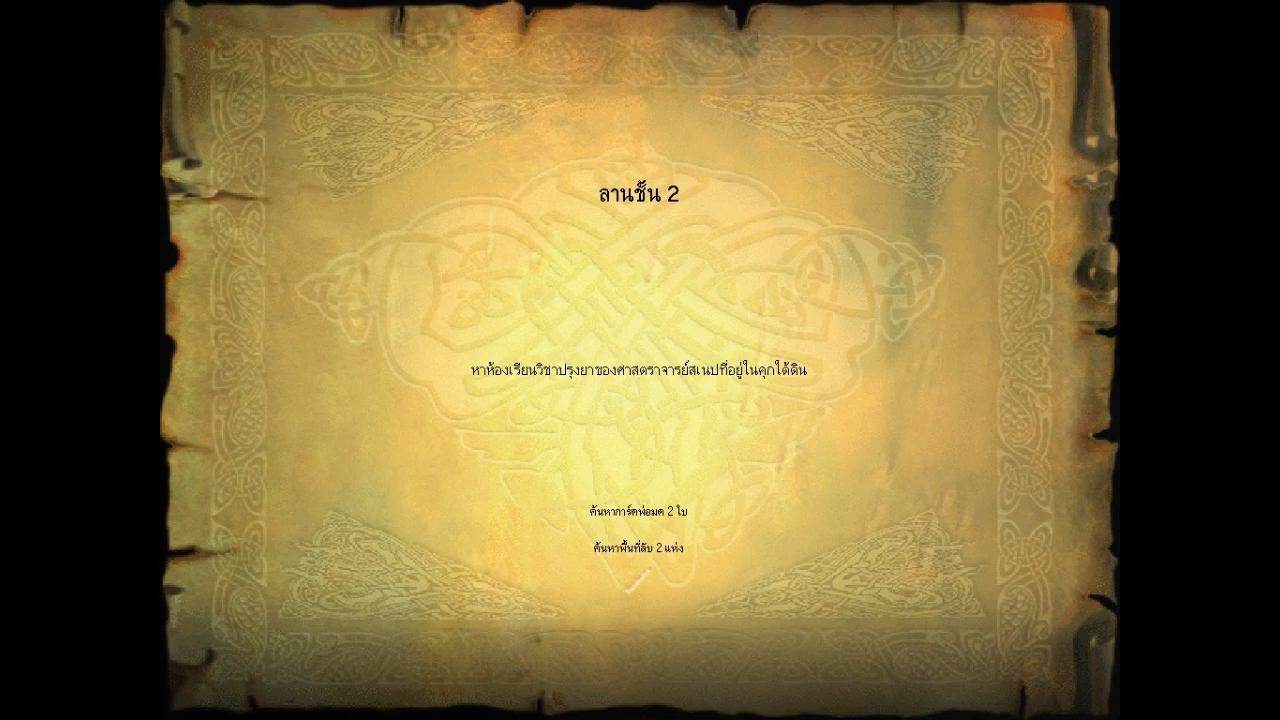 ลานชั้น 2
หาห้องเรียนวิชาปรุงยาของศาสตราจารย์สเนปที่อยู่ในคุกใต้ดิน
ค้นหาการ์ดพ่อมด 2 ใบ
ค้นหาพื้นที่ลับ 2 แห่ง